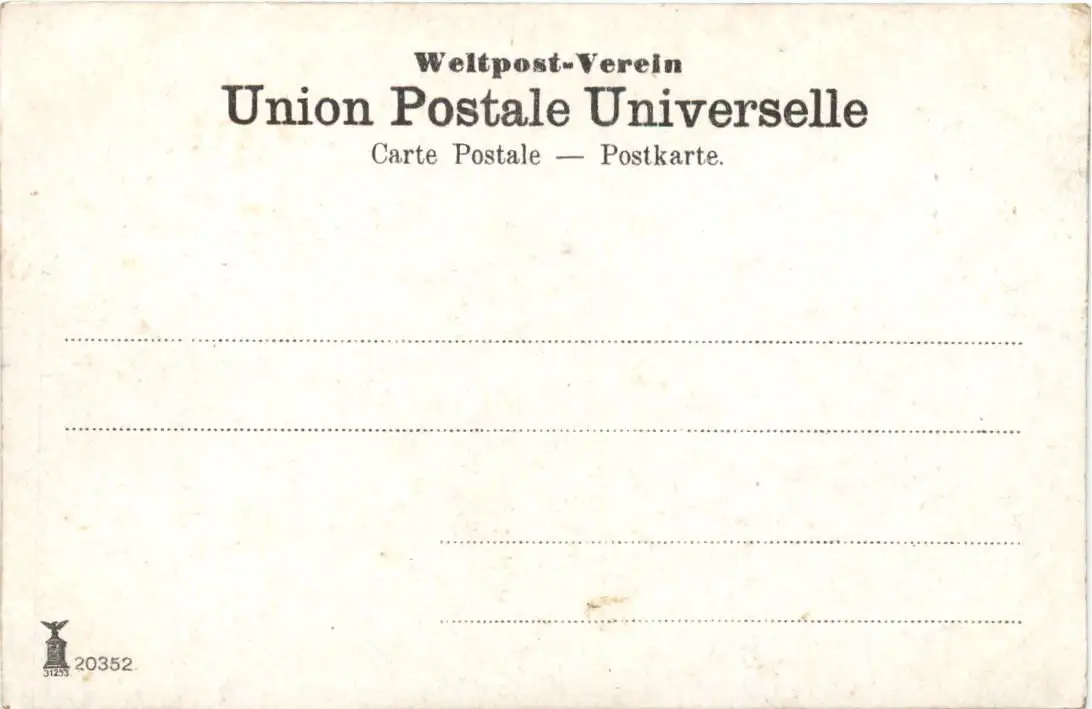 Weltpost-Verein
Union Postale Universelle
Carte Postale — Postkarte.
31253.
20352.